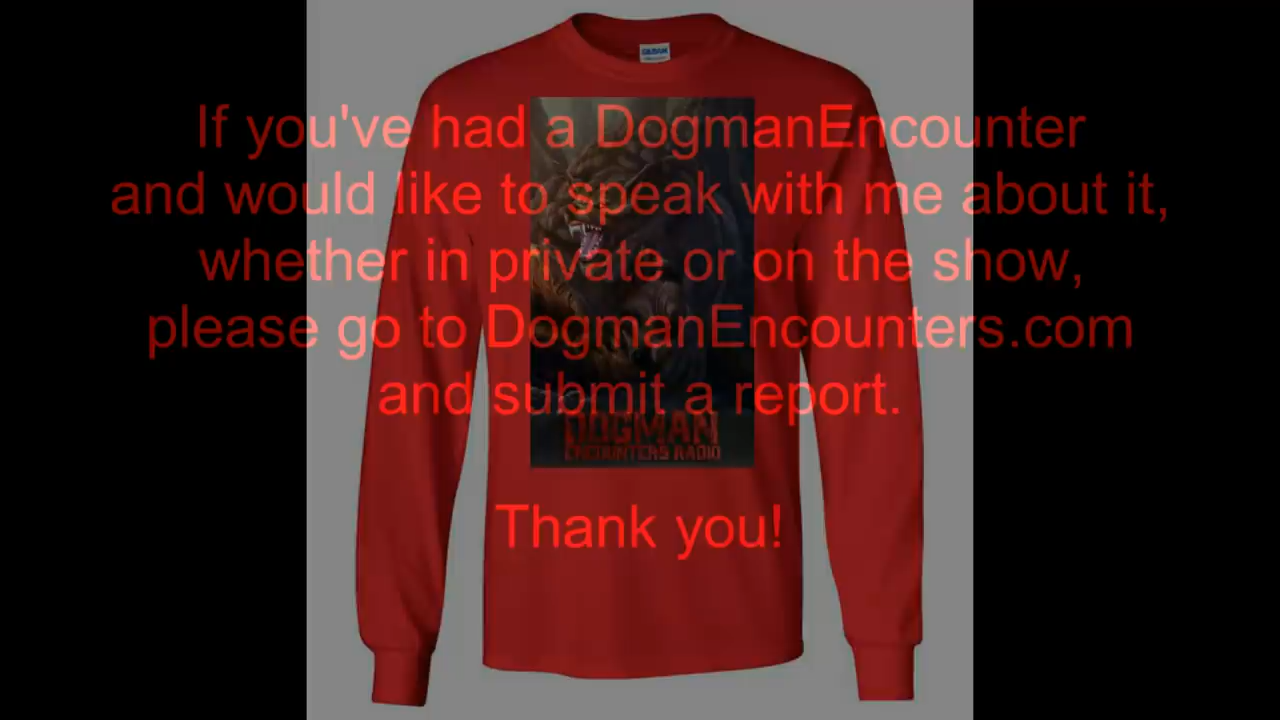 GILDAN
If you've had a DogmanEncounter
and would like to speak with me about it,
whether in private or on the show,
please go to DogmanEncounters.com
and submit a report.
DOGMAN
ENCOUNTERS RADIO
Thank you!